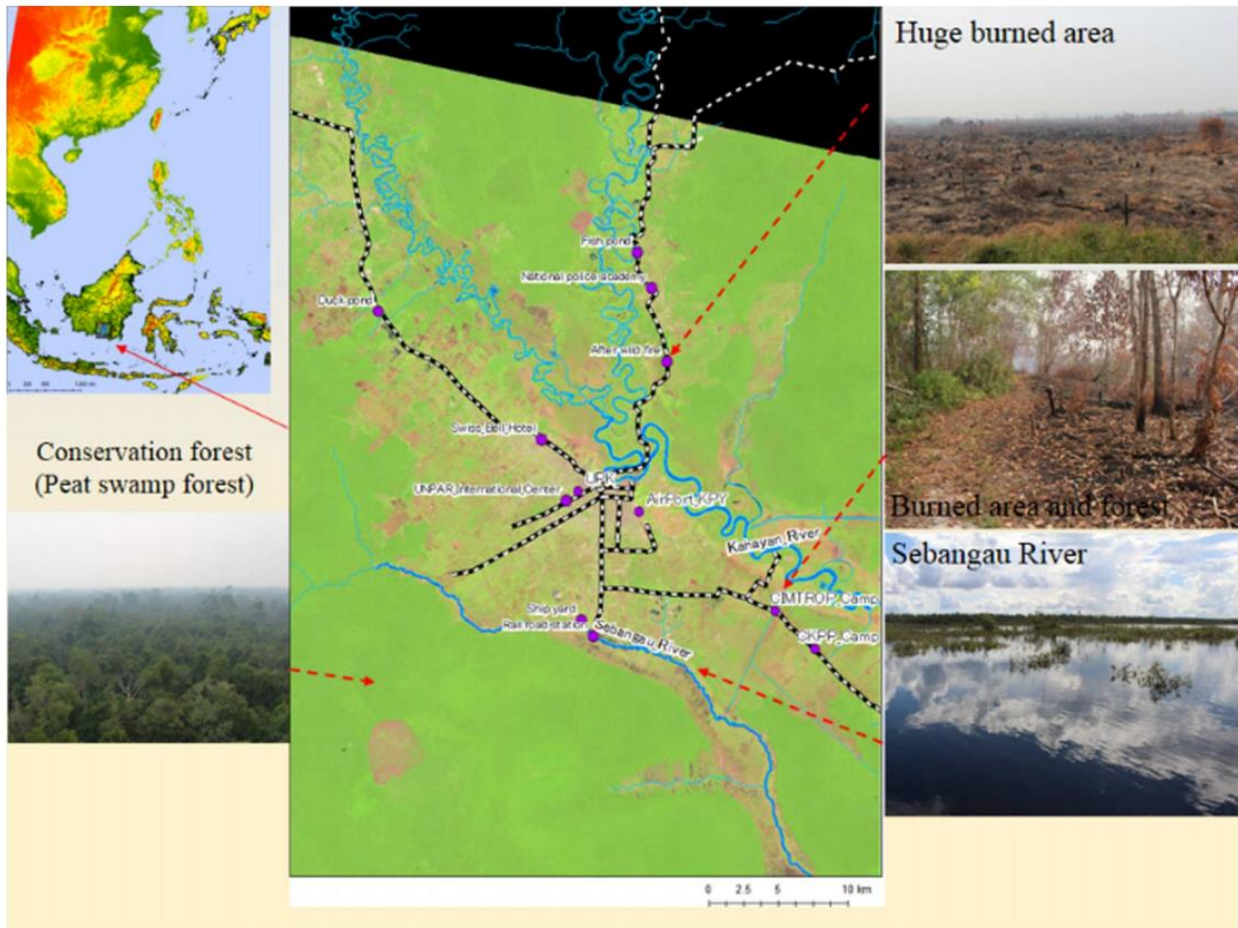 Huge burned area
Fish pond
National police academy
Duck pond
After wild fire
Conservation forest
(Peat swamp forest)
Swiss_Bell_Hotel
UPK
UNPAR_International_Center
AirPort_KPY
Burned area and forest
Kahayan_River
Sebangau River
CIMTROP_Camp
Ship yard
Rail road station
Sebangau_River
CKPP_Camp
0 2.5 5 10 km